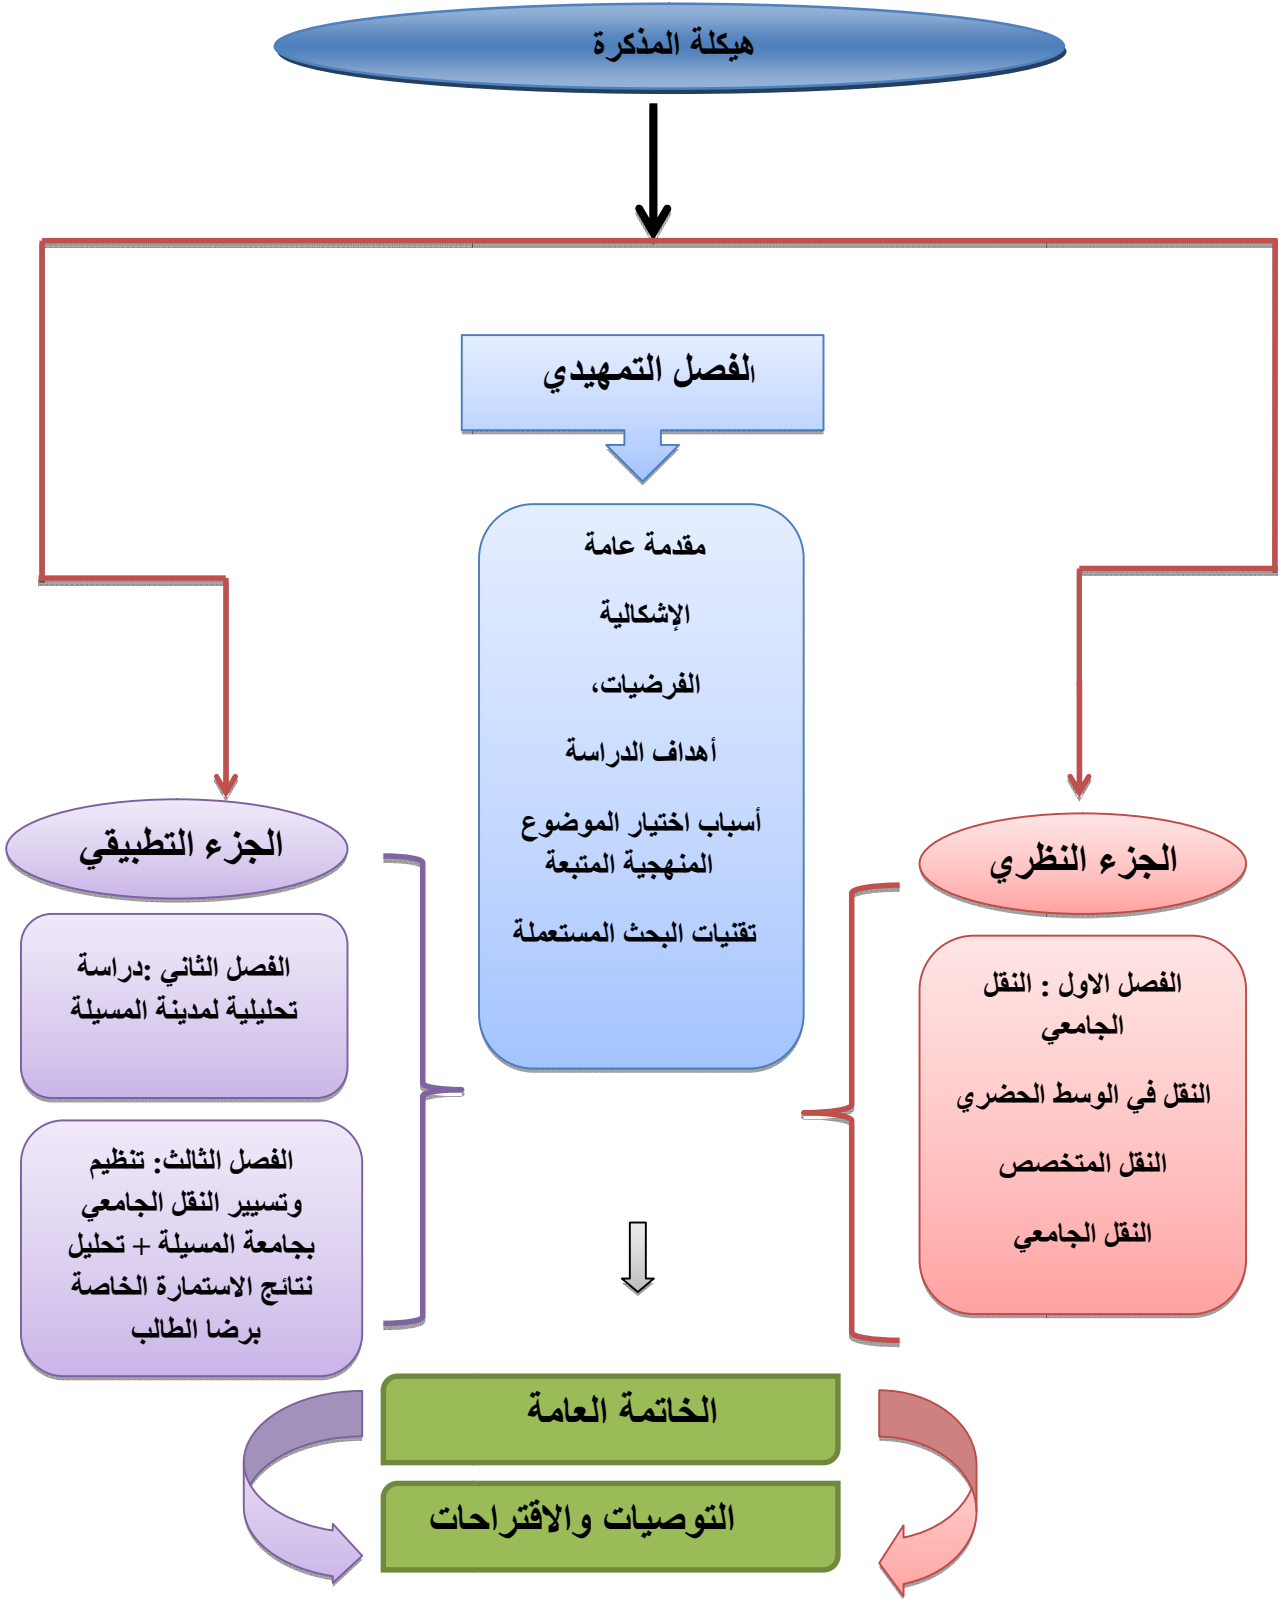 هيكلة المذكرة
الفصل التمهيدي
مقدمة عامة
الإشكالية
الفرضيات،
أهداف الدراسة
أسباب اختيار الموضوع
المنهجية المتبعة
تقنيات البحث المستعملة
الجزء النظري
الفصل الاول : النقل
الجامعي
النقل في الوسط الحضري
النقل المتخصص
النقل الجامعي
الجزء التطبيقي
الفصل الثاني :دراسة
تحليلية لمدينة المسيلة
الفصل الثالث: تنظيم
وتسيير النقل الجامعي
بجامعة المسيلة + تحليل
نتائج الاستمارة الخاصة
برضا الطالب
الخاتمة العامة
التوصيات والاقتراحات